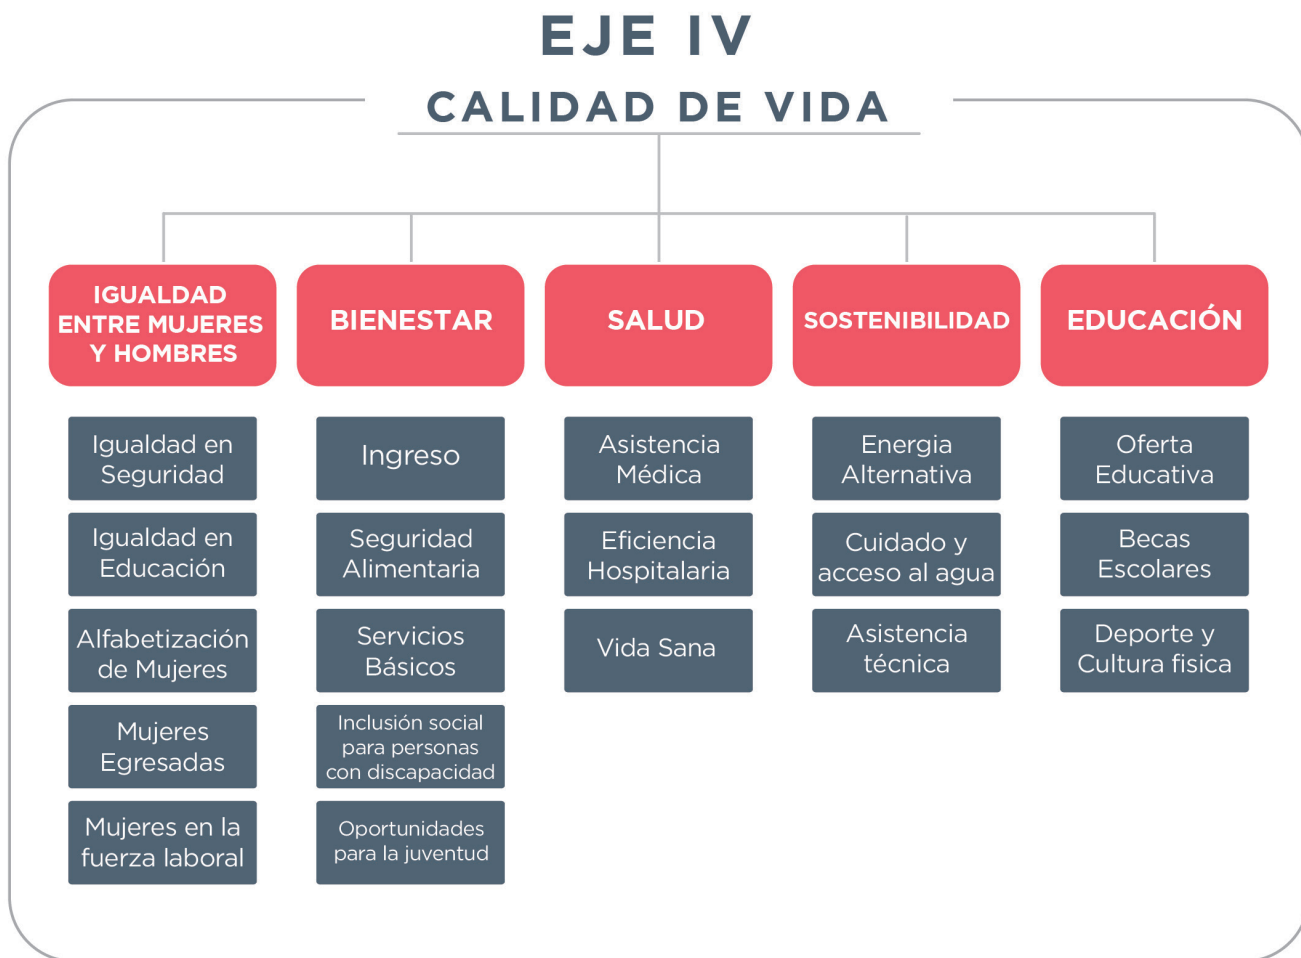 EJE IV
CALIDAD DE VIDA
IGUALDAD
ENTRE MUJERES
Y HOMBRES
Igualdad en
Seguridad
Igualdad en
Educación
Alfabetización
de Mujeres
Mujeres
Egresadas
Mujeres en la
fuerza laboral
BIENESTAR
Ingreso
Seguridad
Alimentaria
Servicios
Básicos
Inclusión social
para personas
con discapacidad
Oportunidades
para la juventud
SALUD
Asistencia
Médica
Eficiencia
Hospitalaria
Vida Sana
SOSTENIBILIDAD
Energia
Alternativa
Cuidado y
acceso al agua
Asistencia
técnica
EDUCACIÓN
Oferta
Educativa
Becas
Escolares
Deporte y
Cultura fisica